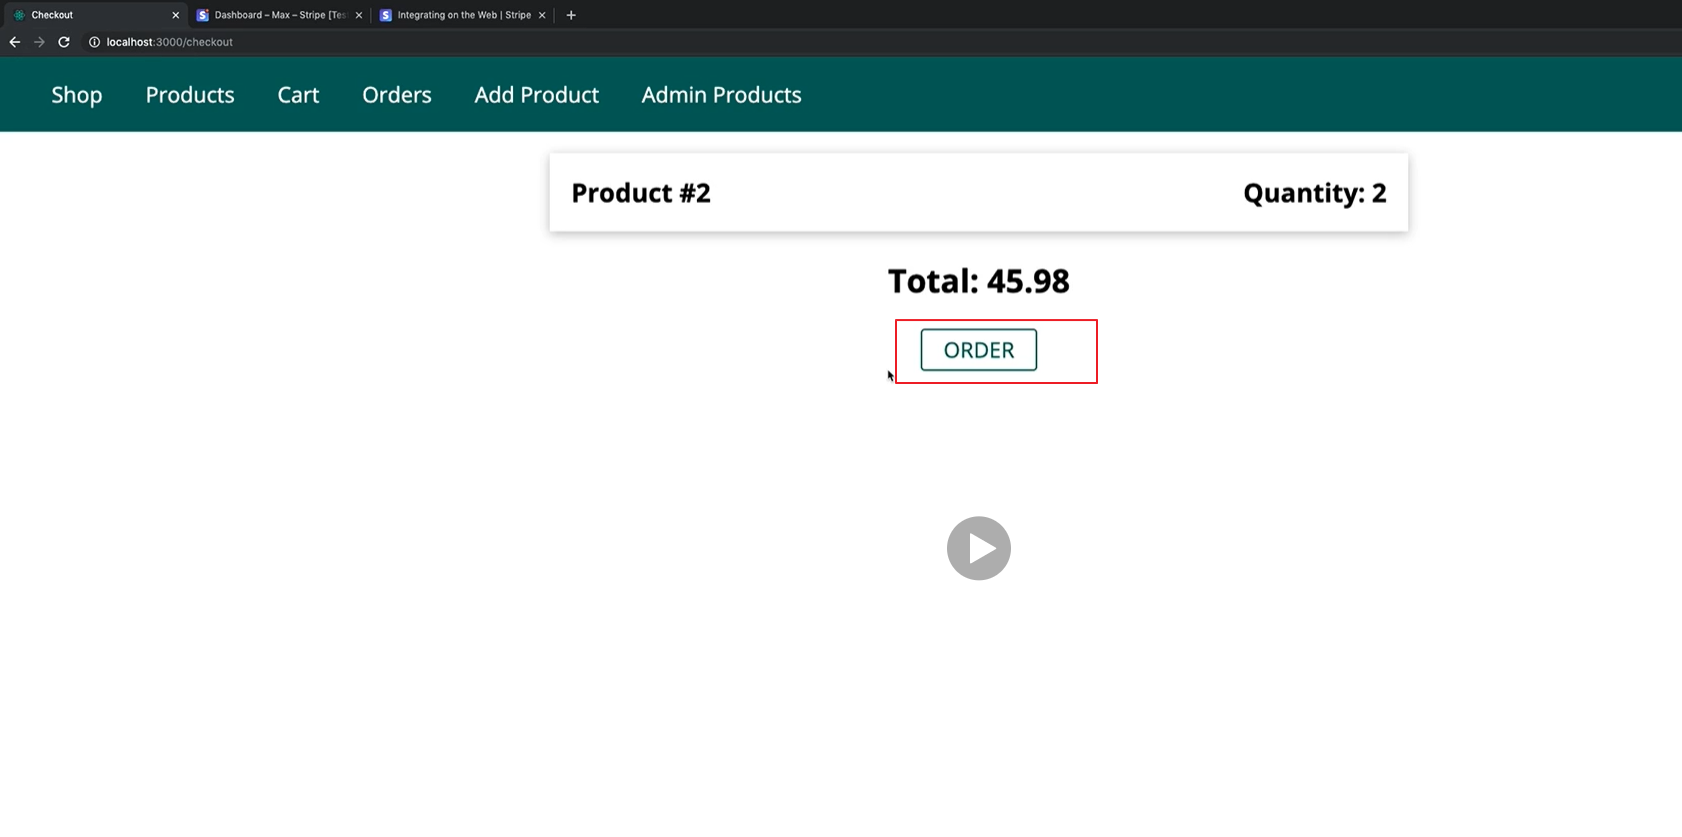 Checkout
Dashboard – Max – Stripe [Tes
Integrating on the Web | Stripe
localhost:3000/checkout
Shop Products Cart Orders Add Product Admin Products
Product #2 Quantity: 2
Total: 45.98
ORDER